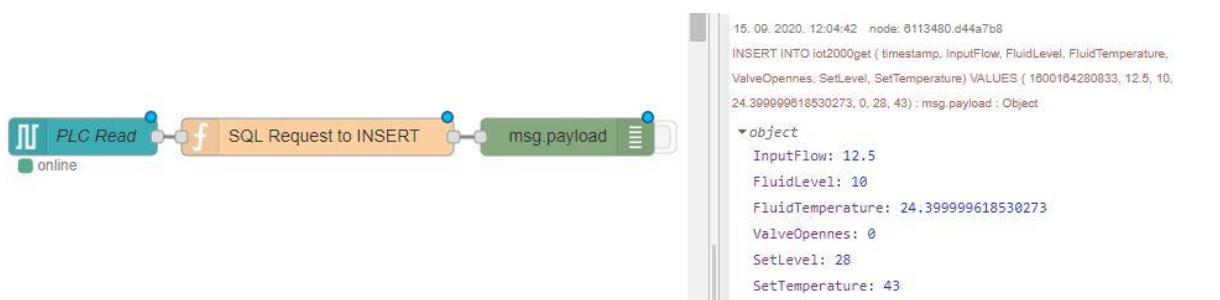 PLC Read
f
SQL Request to INSERT
msg.payload
online
15. 09. 2020. 12:04:42 node: 6113480.d44a7b8
INSERT INTO iot2000get ( timestamp, InputFlow, FluidLevel, FluidTemperature,
ValveOpennes, SetLevel, SetTemperature) VALUES ( 1600164280833, 12.5, 10,
24.399999618530273, 0, 28, 43) : msg.payload : Object
object
InputFlow: 12.5
FluidLevel: 10
FluidTemperature: 24.399999618530273
ValveOpennes: 0
SetLevel: 28
SetTemperature: 43